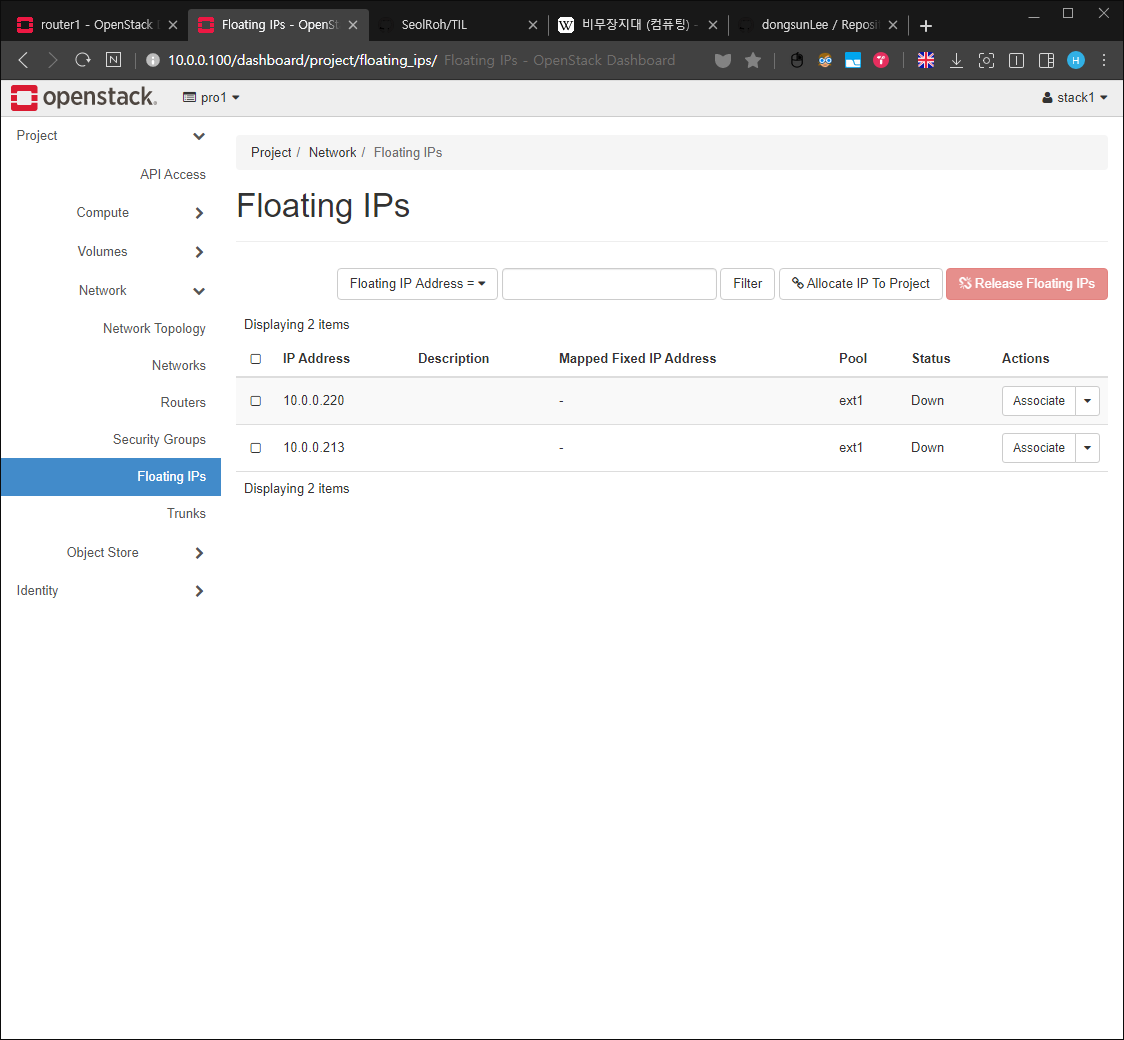 router1 - OpenStack
Floating IPs - OpenSt
SeolRoh/TIL
비무장지대 (컴퓨팅) -
dongsunLee / Reposi
10.0.0.100/dashboard/project/floating_ips/ Floating IPs - OpenStack Dashboard
openstack.
pro1
stack1
Project
API Access
Compute
Volumes
Network
Network Topology
Networks
Routers
Security Groups
Floating IPs
Trunks
Object Store
Identity
Project / Network / Floating IPs
Floating IPs
Floating IP Address =
Filter
Allocate IP To Project
Release Floating IPs
Displaying 2 items
IP Address Description Mapped Fixed IP Address Pool Status Actions
10.0.0.220 - ext1 Down Associate
10.0.0.213 - ext1 Down Associate
Displaying 2 items